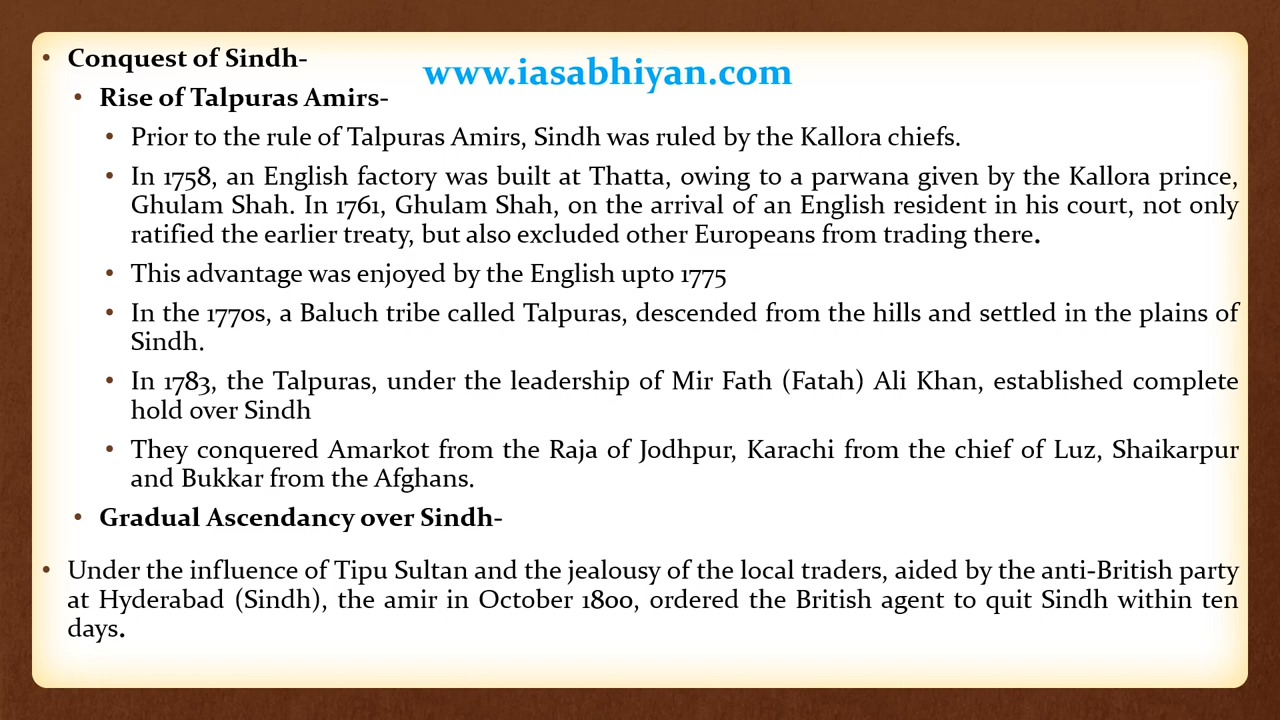 • Conquest of Sindh-
www.iasabhiyan.com
• Rise of Talpuras Amirs-
• Prior to the rule of Talpuras Amirs, Sindh was ruled by the Kallora chiefs.
• In 1758, an English factory was built at Thatta, owing to a parwana given by the Kallora prince,
Ghulam Shah. In 1761, Ghulam Shah, on the arrival of an English resident in his court, not only
ratified the earlier treaty, but also excluded other Europeans from trading there.
• This advantage was enjoyed by the English upto 1775
• In the 1770s, a Baluch tribe called Talpuras, descended from the hills and settled in the plains of
Sindh.
• In 1783, the Talpuras, under the leadership of Mir Fath (Fatah) Ali Khan, established complete
hold over Sindh
• They conquered Amarkot from the Raja of Jodhpur, Karachi from the chief of Luz, Shaikarpur
and Bukkar from the Afghans.
• Gradual Ascendancy over Sindh-
• Under the influence of Tipu Sultan and the jealousy of the local traders, aided by the anti-British party
at Hyderabad (Sindh), the amir in October 1800, ordered the British agent to quit Sindh within ten
days.